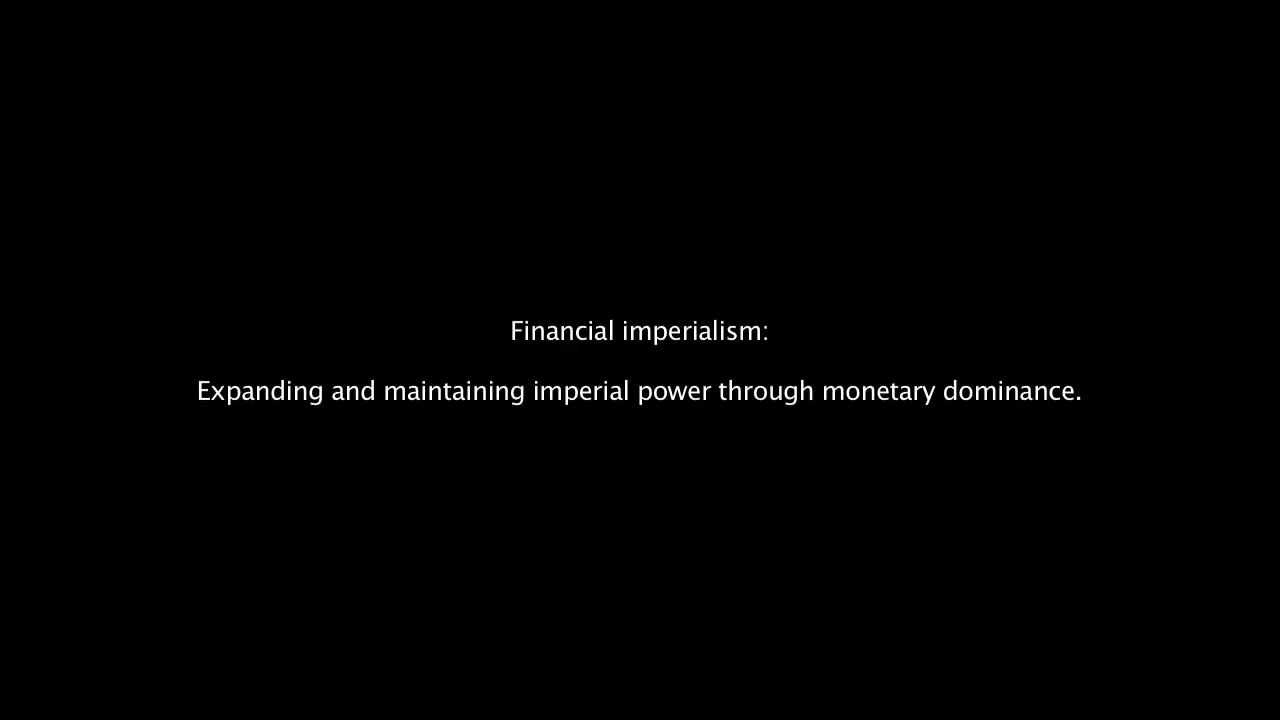 Financial imperialism:
Expanding and maintaining imperial power through monetary dominance.